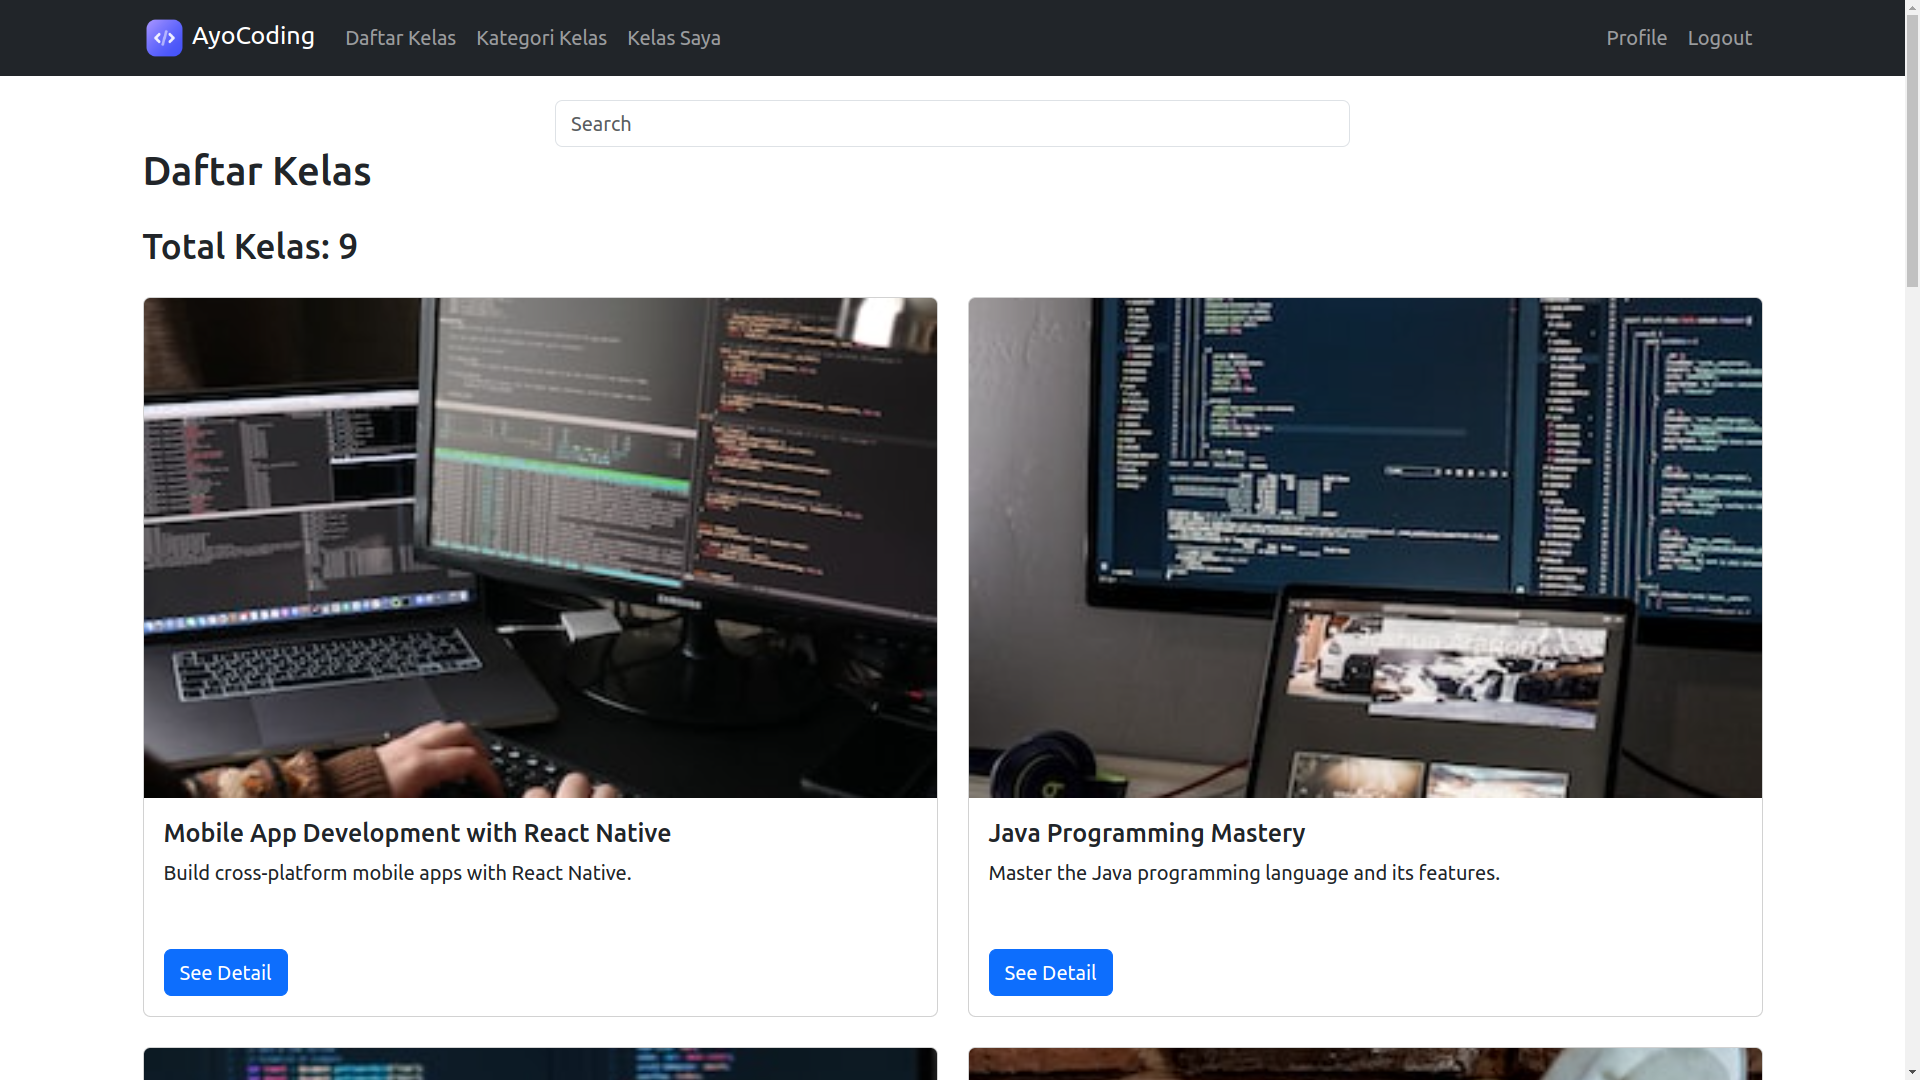 AyoCoding Daftar Kelas Kategori Kelas Kelas Saya Profile Logout
Search
Daftar Kelas
Total Kelas: 9
SAMSUNG
Mobile App Development with React Native
Build cross-platform mobile apps with React Native.
See Detail
Java Programming Mastery
Master the Java programming language and its features.
See Detail